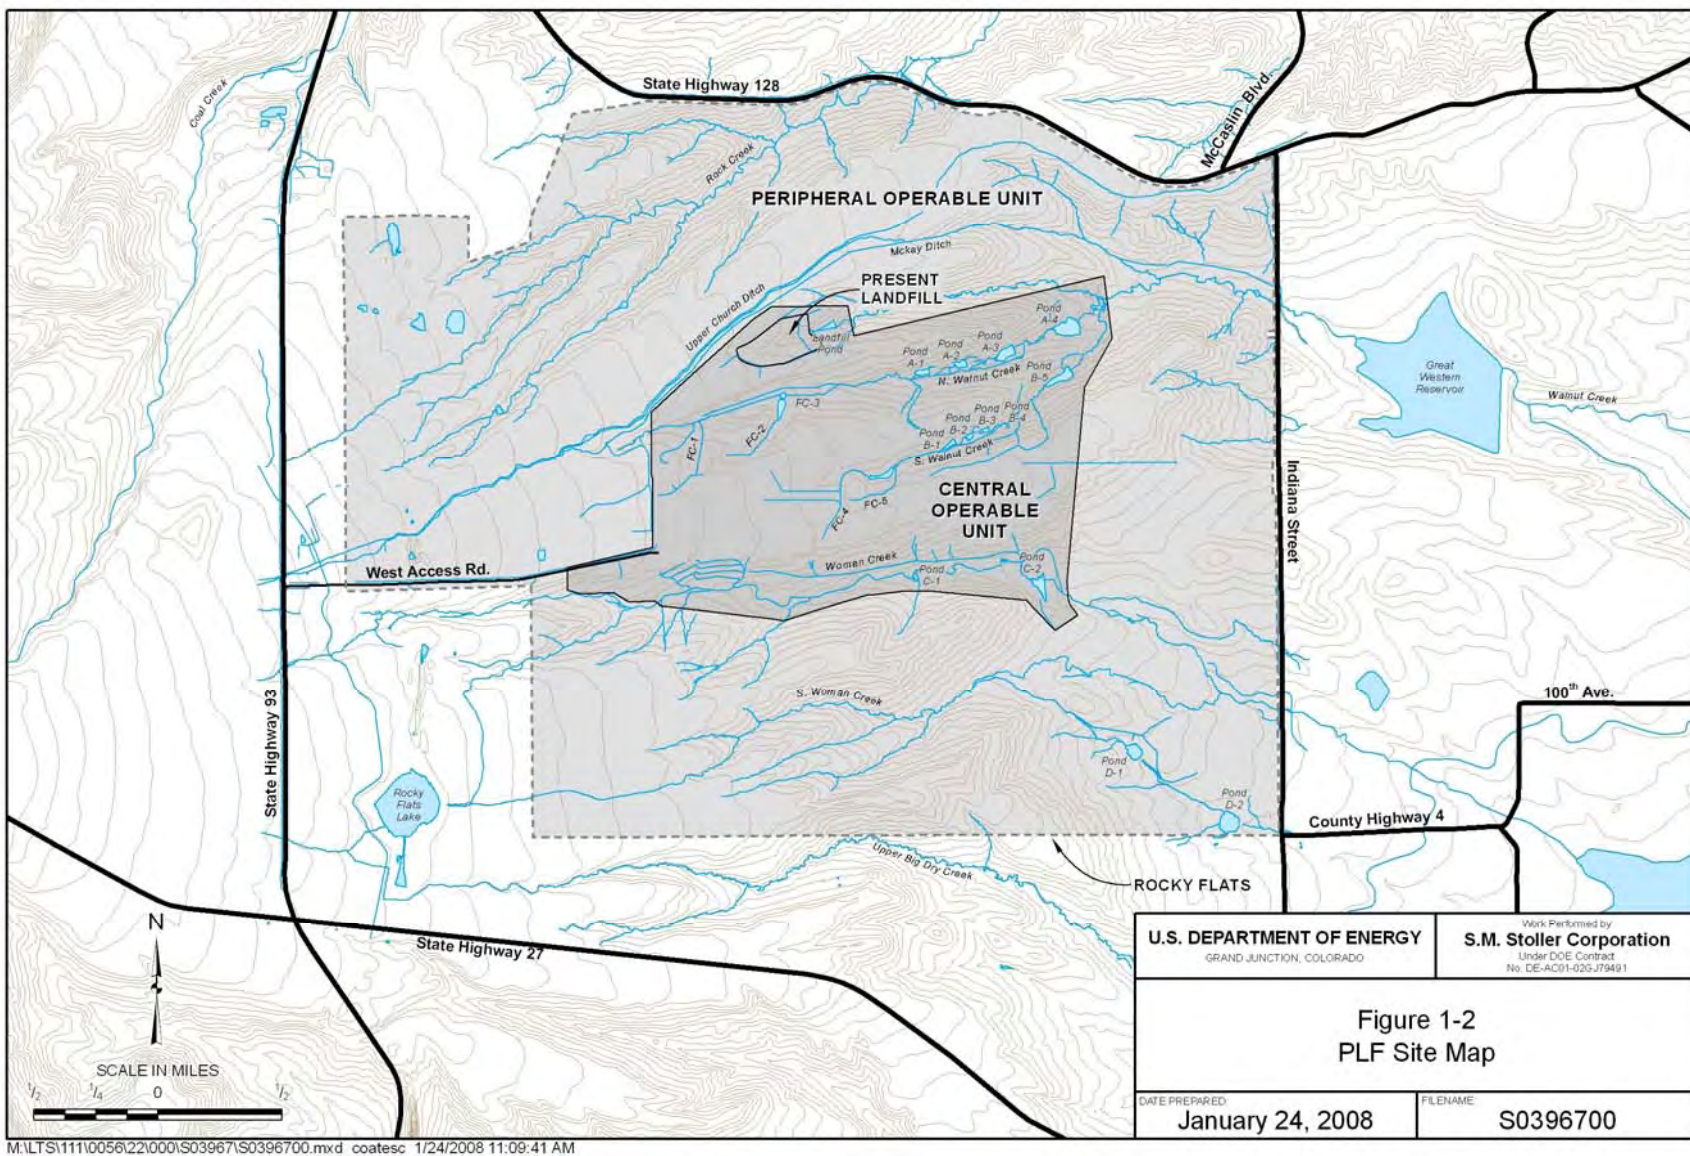 State Highway 128
McCaslin Blvd.
Coal Creek
Rock Creek
PERIPHERAL OPERABLE UNIT
Mckay Ditch
Upper Church Ditch
PRESENT
LANDFILL
Landfill
Pond
Pond
A-4
Pond
A-3
Pond
A-2
Pond
A-1
N. Walnut Creek
Pond
B-5
Great
Western
Reservoir
Walnut Creek
FC-3
FC-2
FC-1
Pond
B-4
Pond
B-3
Pond
B-2
Pond
B-1
S. Walnut Creek
FC-5
FC-4
CENTRAL
OPERABLE
UNIT
Indiana Street
West Access Rd.
Woman Creek
Pond
C-1
Pond
C-2
S. Woman Creek
100th Ave.
State Highway 93
Rocky
Flats
Lake
Pond
D-1
Pond
D-2
County Highway 4
Upper Big Dry Creek
ROCKY FLATS
State Highway 27
N
SCALE IN MILES
1/2 1/4 0 1/2
U.S. DEPARTMENT OF ENERGY
GRAND JUNCTION, COLORADO
Work Performed by
S.M. Stoller Corporation
Under DOE Contract
No. DE-AC01-02GJ79491
Figure 1-2
PLF Site Map
DATE PREPARED:
January 24, 2008
FILENAME:
S0396700
M:\LTS\111\0056\22\000\S03967\S0396700.mxd coatesc 1/24/2008 11:09:41 AM